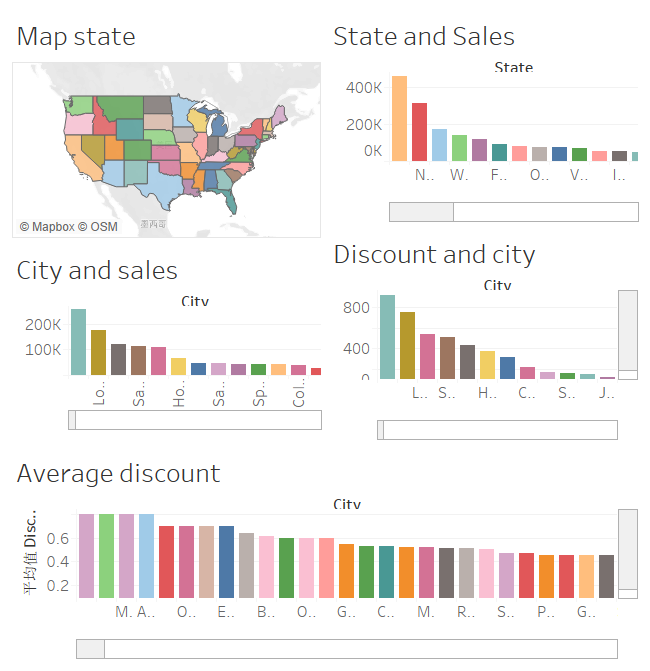 Map state
© Mapbox © OSM
墨西哥
State and Sales
State
400K
200K
0K
N..
W..
F..
O..
V..
I..
City and sales
City
200K
100K
Lo..
Sa..
Ho..
Sa..
Sp..
Col..
Discount and city
City
800
400
0
L..
S..
H..
C..
S..
J..
Average discount
City
平均值 Disc..
0.6
0.4
0.2
M.
A..
O..
E..
B..
O..
G..
C..
M.
R..
S..
P..
G..